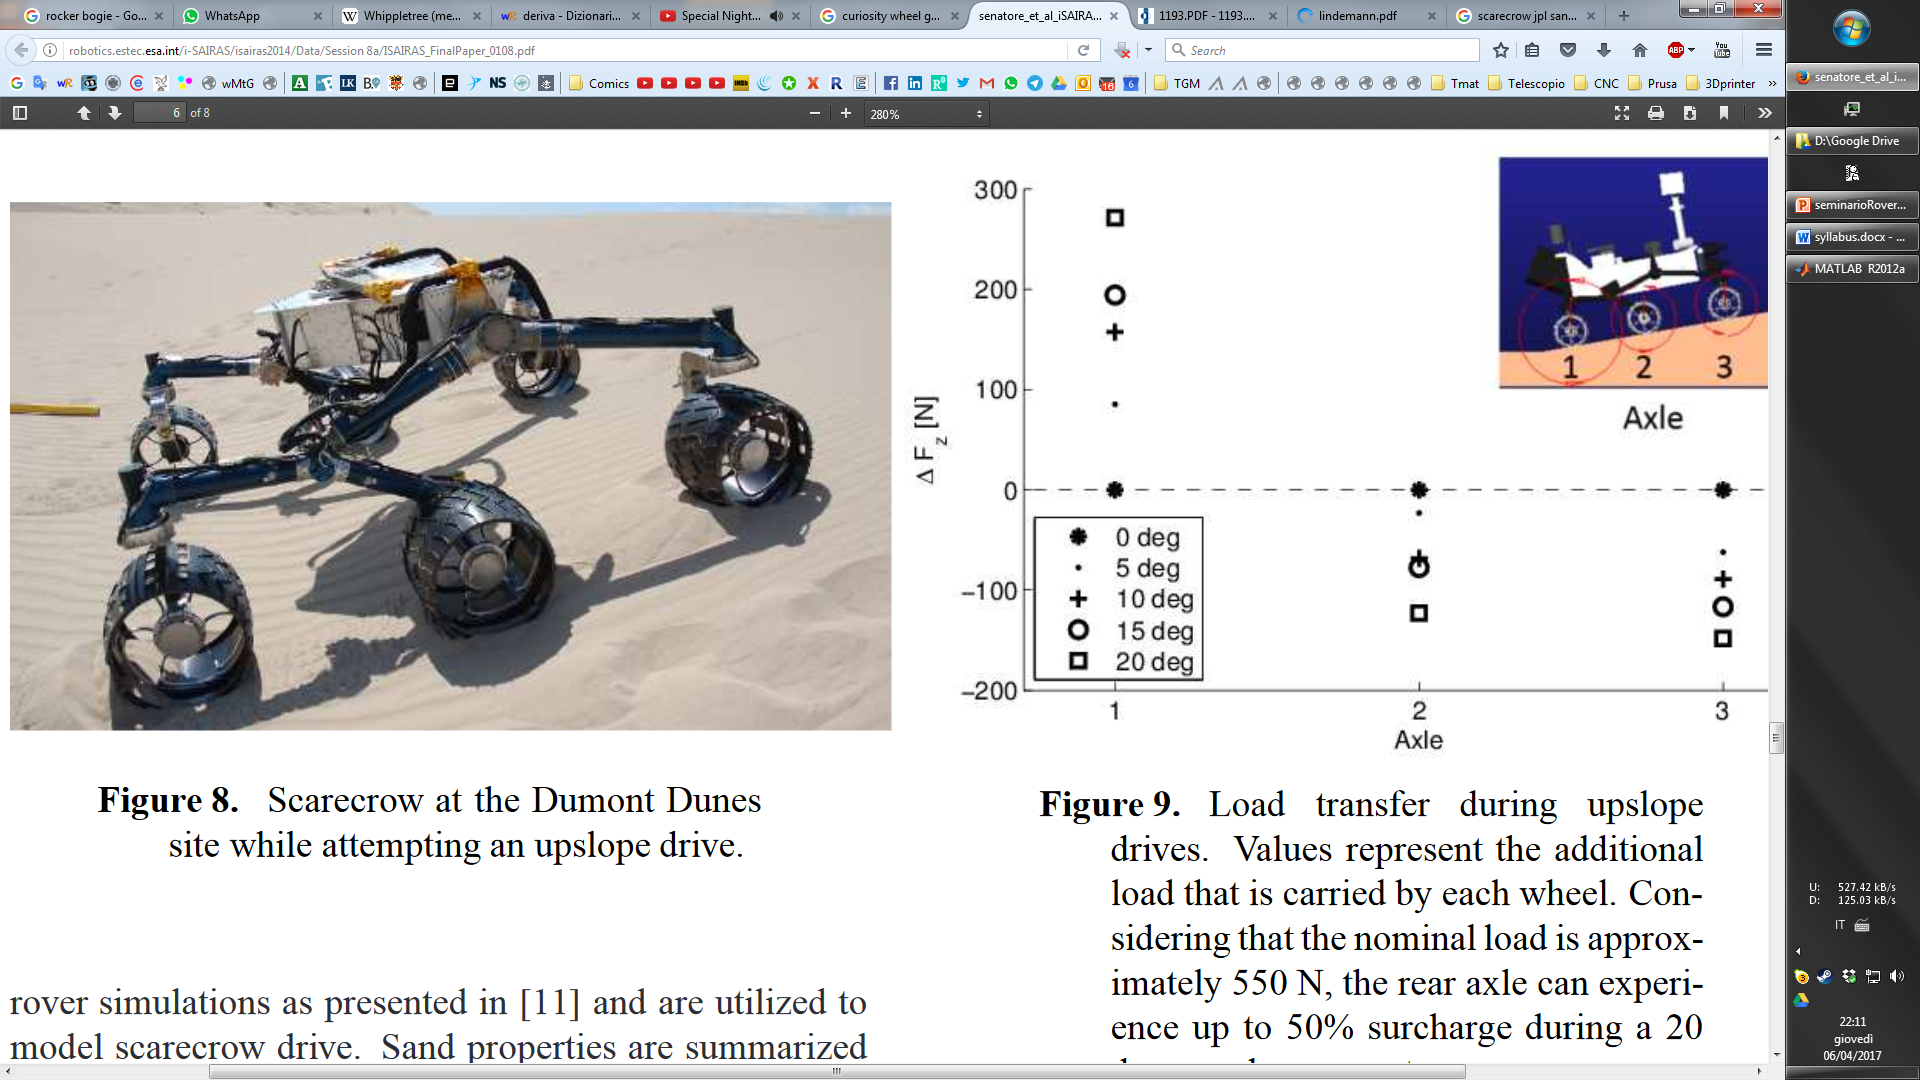 rocker bogie - Go...
WhatsApp
Whippletree (me...
deriva - Dizionari...
Special Night...
curiosity wheel g...
senatore_et_al_iSAIRA...
1193.PDF - 1193....
lindemann.pdf
scarecrow jpl san...
robotics.estec.esa.int/i-SAIRAS/isairas2014/Data/Session 8a/ISAIRAS_FinalPaper_0108.pdf
Search
wMtG
Comics
TGM
Tmat
Telescopio
CNC
Prusa
3Dprinter
6 of 8
280%
300
200
100
0
−100
−200
Δ F z [N]
0 deg
5 deg
10 deg
15 deg
20 deg
1 2 3
Axle
1 2 3
Axle
Figure 8. Scarecrow at the Dumont Dunes
site while attempting an upslope drive.
rover simulations as presented in [11] and are utilized to
model scarecrow drive. Sand properties are summarized
Figure 9. Load transfer during upslope
drives. Values represent the additional
load that is carried by each wheel. Con-
sidering that the nominal load is approx-
imately 550 N, the rear axle can experi-
ence up to 50% surcharge during a 20
senatore_et_al_i...
D:\Google Drive
seminarioRover...
syllabus.docx - ...
MATLAB R2012a
U: 527.42 kB/s
D: 125.03 kB/s
IT
22:11
giovedì
06/04/2017